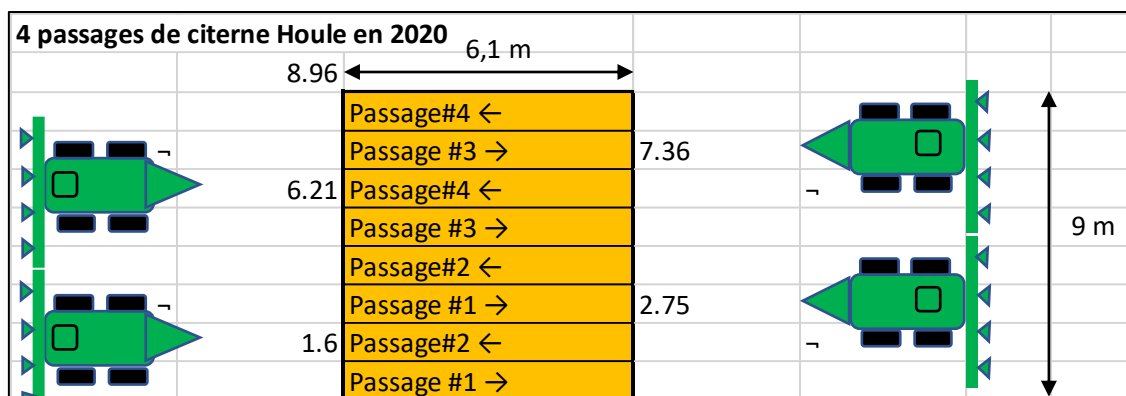 4 passages de citerne Houle en 2020
6,1 m
8.96
Passage#4 ←
¬ Passage #3 → 7.36
6.21 Passage#4 ← ¬
Passage #3 → 9 m
Passage#2 ←
¬ Passage #1 → 2.75
1.6 Passage#2 ← ¬
Passage #1 →